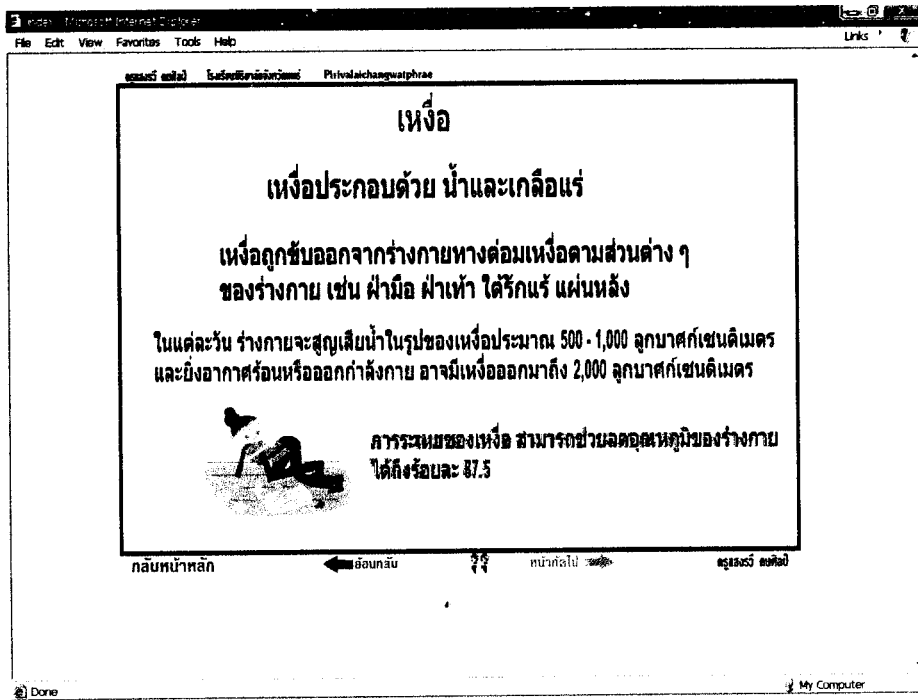 index - Microsoft Internet Explorer
File Edit View Favorites Tools Help
Links
Pirivalaichangwatphrae
เหงื่อ
เหงื่อประกอบด้วย น้ำและเกลือแร่
เหงื่อถูกขับออกจากร่างกายทางต่อมเหงื่อตามส่วนต่าง ๆ
ของร่างกาย เช่น ฝ่ามือ ฝ่าเท้า ใต้รักแร้ แผ่นหลัง
ในแต่ละวัน ร่างกายจะสูญเสียน้ำในรูปของเหงื่อประมาณ 500 - 1,000 ลูกบาศก์เซนติเมตร
และยิ่งอากาศร้อนหรือออกกำลังกาย อาจมีเหงื่อออกมาถึง 2,000 ลูกบาศก์เซนติเมตร
การระเหยของเหงื่อ สามารถช่วยลดอุณหภูมิของร่างกาย
ได้ถึงร้อยละ 87.5
กลับหน้าหลัก ย้อนกลับ หน้าถัดไป
Done My Computer